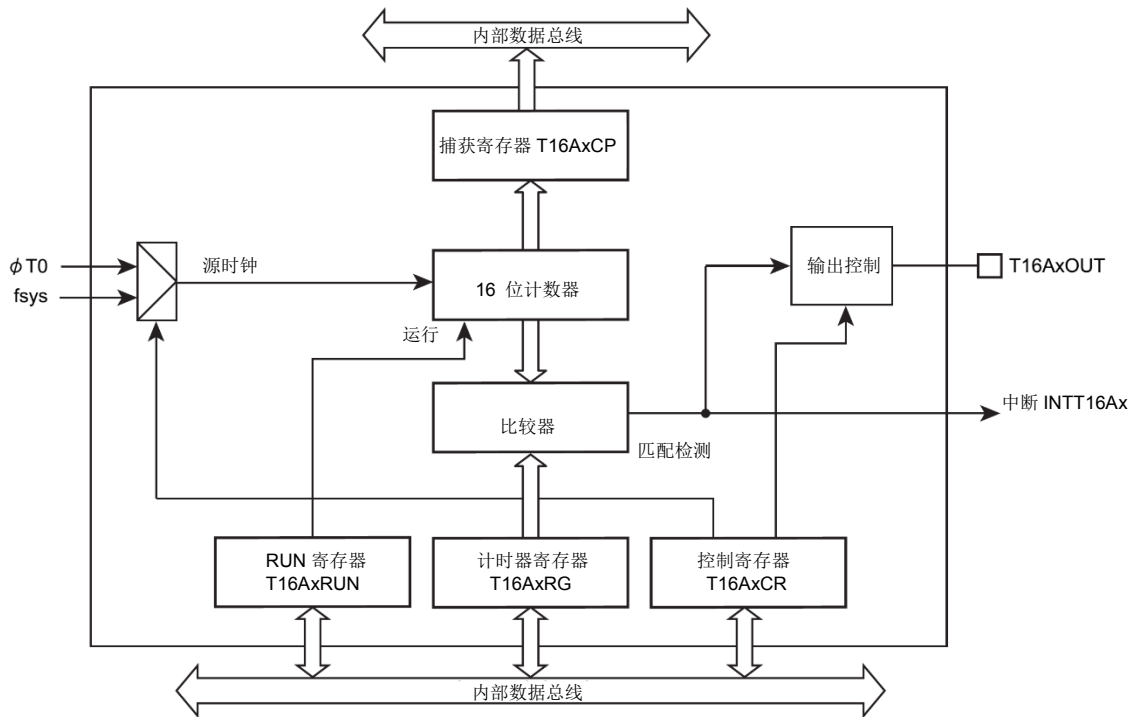 内部数据总线
捕获寄存器 T16AxCP
φT0
fsys
源时钟
16 位计数器
输出控制
T16AxOUT
运行
比较器
匹配检测
中断 INTT16Ax
RUN 寄存器
T16AxRUN
计时器寄存器
T16AxRG
控制寄存器
T16AxCR
内部数据总线